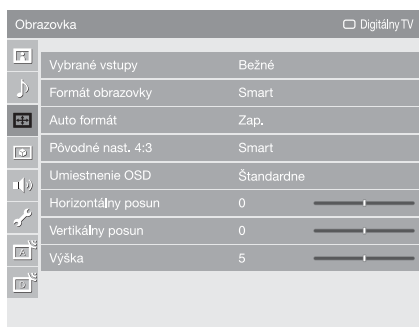 Obrazovka Digitálny TV
Vybrané vstupy Bežné
Formát obrazovky Smart
Auto formát Zap.
Pôvodné nast. 4:3 Smart
Umiestnenie OSD Štandardne
Horizontálny posun 0
Vertikálny posun 0
Výška 5
A
D